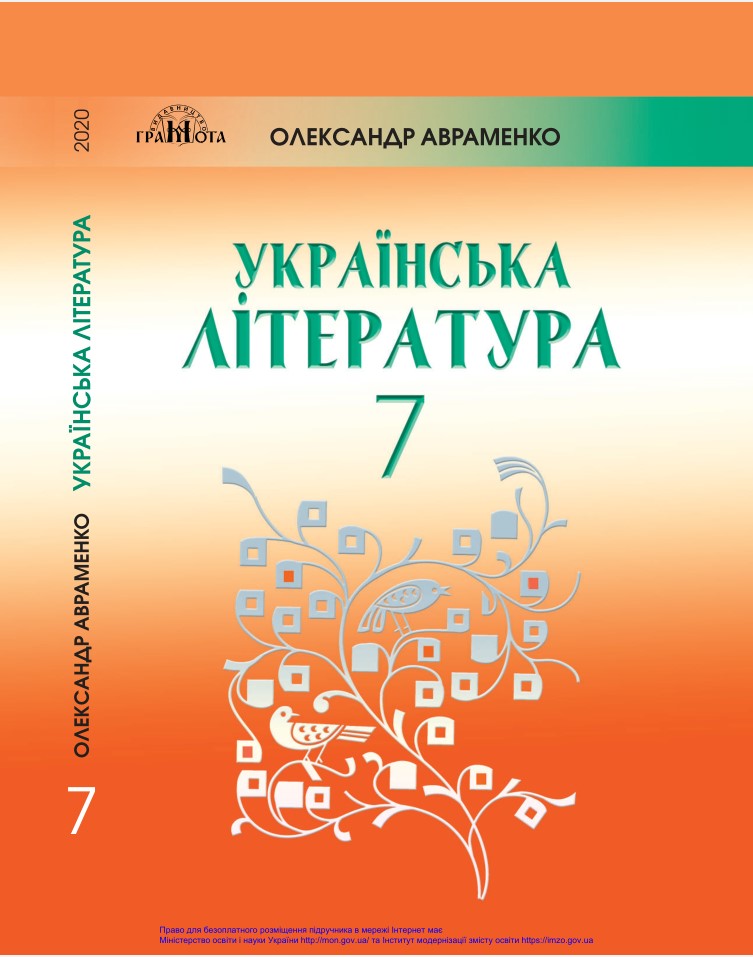 2020
ОЛЕКСАНДР АВРАМЕНКО УКРАЇНСЬКА ЛІТЕРАТУРА
7
ВИДАВНИЦТВО
ГРАМОТА
ОЛЕКСАНДР АВРАМЕНКО
УКРАЇНСЬКА
ЛІТЕРАТУРА
7
Право для безоплатного розміщення підручника в мережі Інтернет має
Міністерство освіти і науки України http://mon.gov.ua/ та Інститут модернізації змісту освіти https://imzo.gov.ua